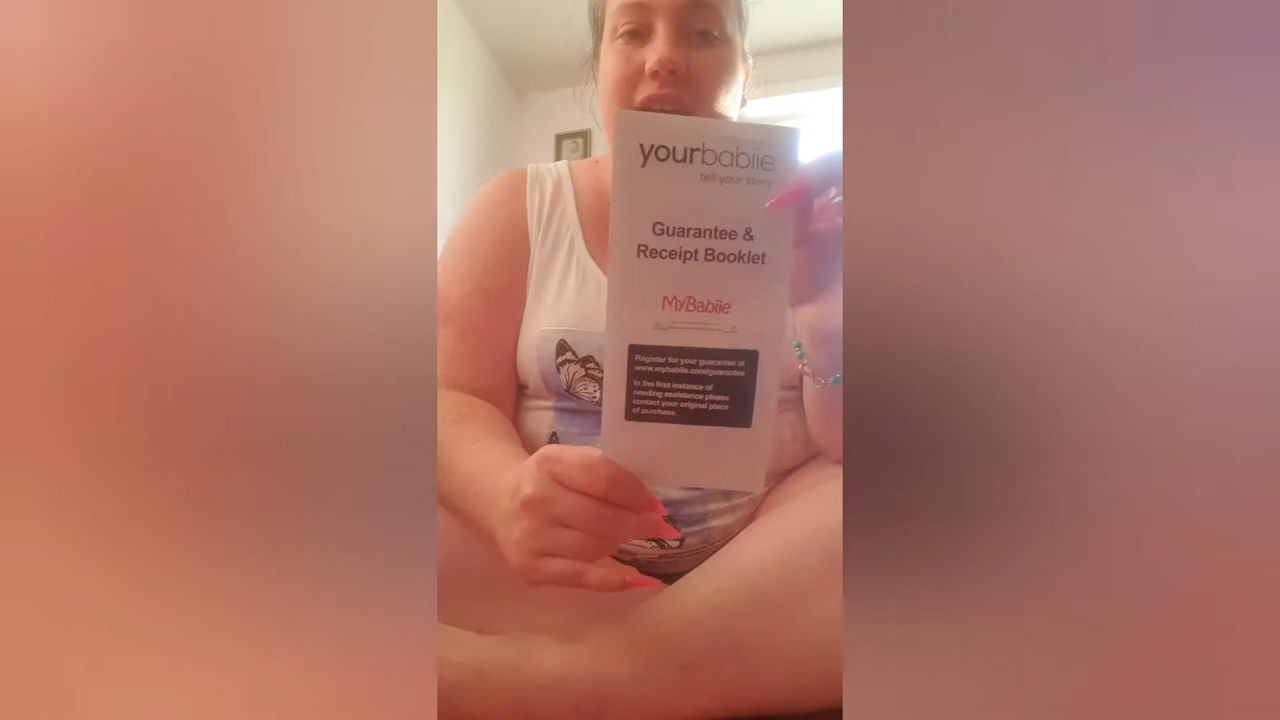 yourbabiie
tell your story
Guarantee &
Receipt Booklet
MyBabiie
Register for your guarantee at
www.mybabiie.com/guarantee
In the first instance of
needing assistance please
contact your original place
of purchase.